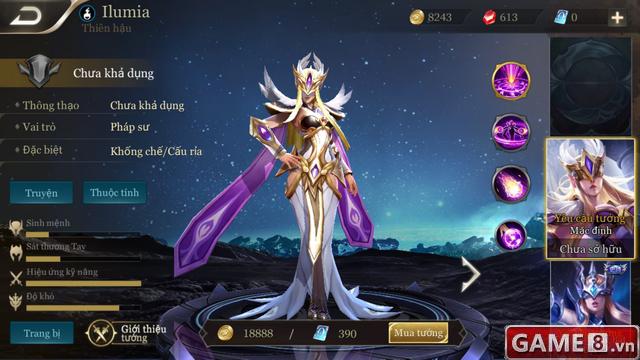 Ilumia
Thiên hậu
8243
613
0
Chưa khả dụng
Thông thạo Chưa khả dụng
Vai trò Pháp sư
Đặc biệt Khống chế/Cấu rỉa
Truyện
Thuộc tính
Sinh mệnh
Sát thương Tay
Hiệu ứng kỹ năng
Độ khó
Trang bị
Giới thiệu
tướng
18888 / 390
Mua tướng
Yêu cầu tướng
Mặc định
Chưa sở hữu
GAME8.vn